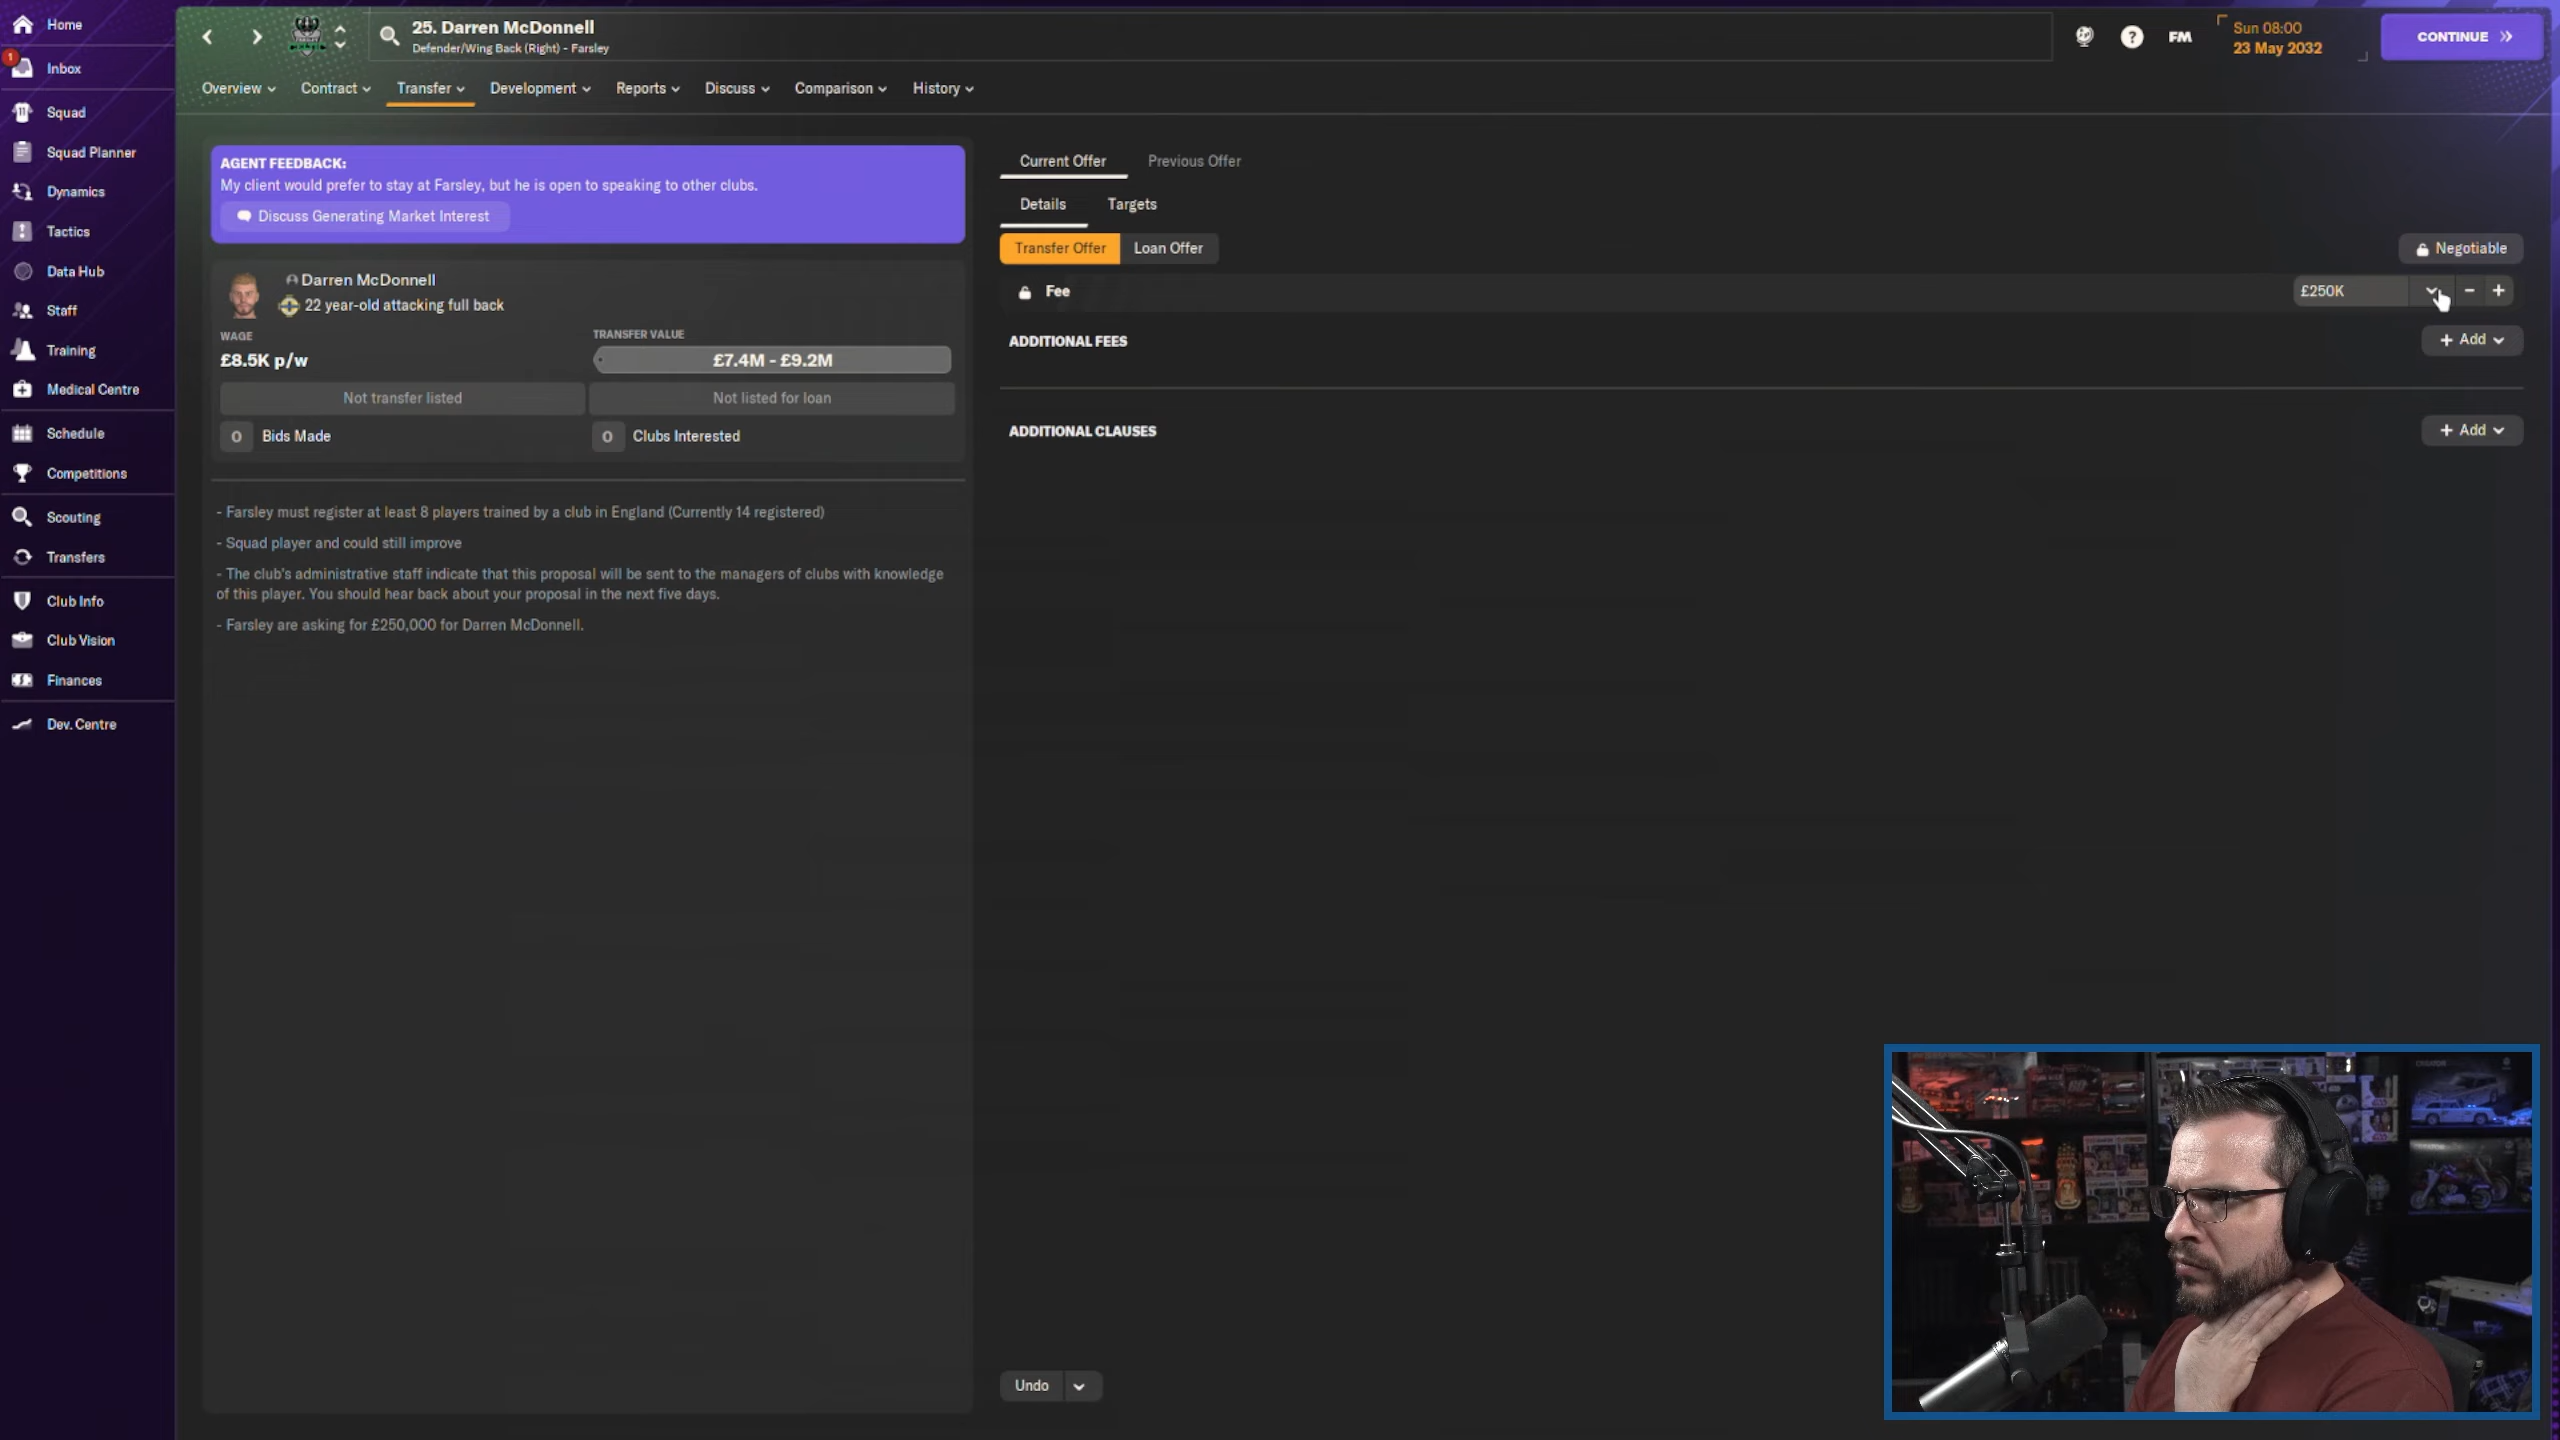 Home
1
Inbox
Squad
Squad Planner
Dynamics
Tactics
Data Hub
Staff
Training
Medical Centre
Schedule
Competitions
Scouting
Transfers
Club Info
Club Vision
Finances
Dev. Centre
25. Darren McDonnell
Defender/Wing Back (Right) - Farsley
FM
Sun 08:00
23 May 2032
CONTINUE
Overview
Contract
Transfer
Development
Reports
Discuss
Comparison
History
AGENT FEEDBACK:
My client would prefer to stay at Farsley, but he is open to speaking to other clubs.
Discuss Generating Market Interest
Darren McDonnell
22 year-old attacking full back
WAGE
£8.5K p/w
TRANSFER VALUE
£7.4M - £9.2M
Not transfer listed
Not listed for loan
0 Bids Made
0 Clubs Interested
- Farsley must register at least 8 players trained by a club in England (Currently 14 registered)
- Squad player and could still improve
- The club's administrative staff indicate that this proposal will be sent to the managers of clubs with knowledge
of this player. You should hear back about your proposal in the next five days.
- Farsley are asking for £250,000 for Darren McDonnell.
Current Offer
Previous Offer
Details
Targets
Transfer Offer
Loan Offer
Negotiable
Fee
£250K
- +
ADDITIONAL FEES
+ Add
ADDITIONAL CLAUSES
+ Add
Undo